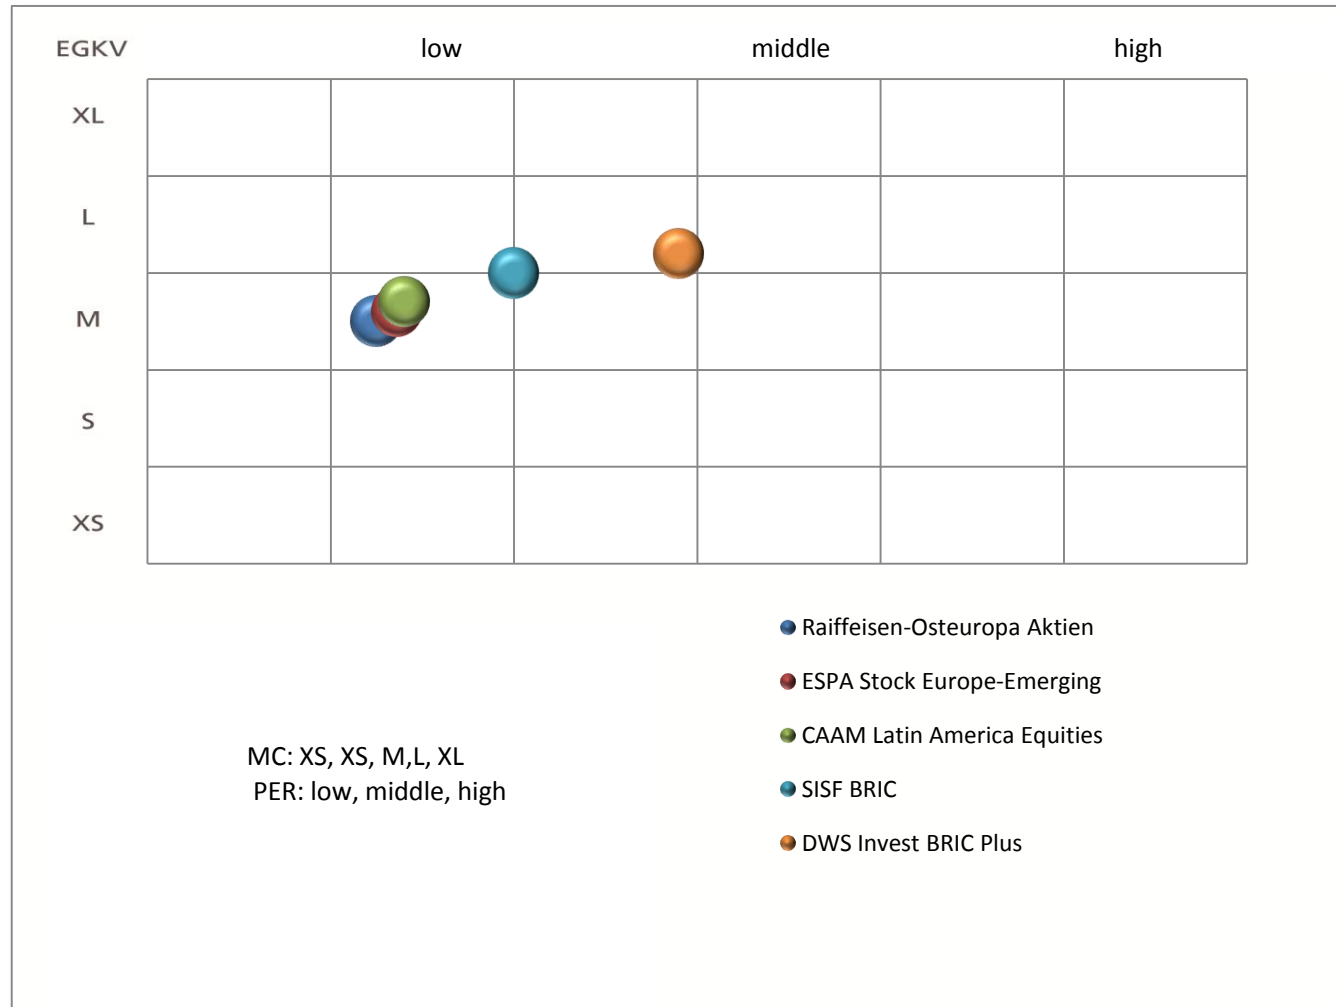 EGKV low middle high
XL
L
M
S
XS
Raiffeisen-Osteuropa Aktien
ESPA Stock Europe-Emerging
CAAM Latin America Equities
SISF BRIC
DWS Invest BRIC Plus
MC: XS, XS, M,L, XL
PER: low, middle, high